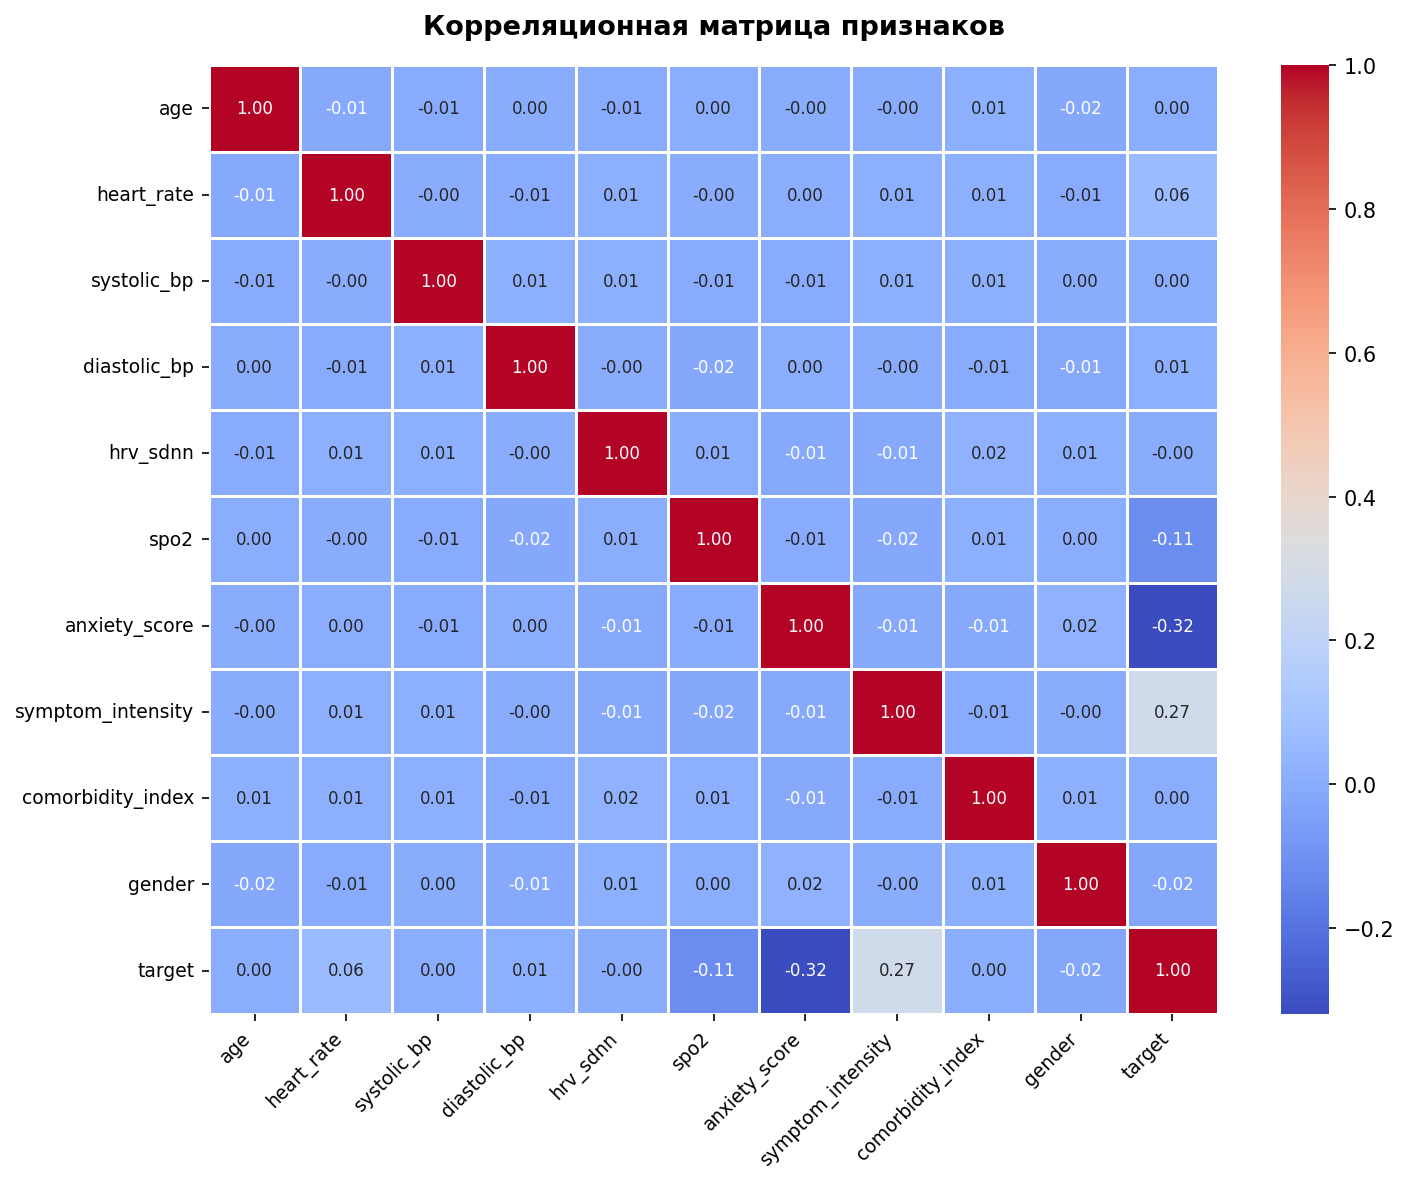 Корреляционная матрица признаков
age 1.00 -0.01 -0.01 0.00 -0.01 0.00 -0.00 -0.00 0.01 -0.02 0.00
heart_rate -0.01 1.00 -0.00 -0.01 0.01 -0.00 0.00 0.01 0.01 -0.01 0.06
systolic_bp -0.01 -0.00 1.00 0.01 0.01 -0.01 -0.01 0.01 0.01 0.00 0.00
diastolic_bp 0.00 -0.01 0.01 1.00 -0.00 -0.02 0.00 -0.00 -0.01 -0.01 0.01
hrv_sdnn -0.01 0.01 0.01 -0.00 1.00 0.01 -0.01 -0.01 0.02 0.01 -0.00
spo2 0.00 -0.00 -0.01 -0.02 0.01 1.00 -0.01 -0.02 0.01 0.00 -0.11
anxiety_score -0.00 0.00 -0.01 0.00 -0.01 -0.01 1.00 -0.01 -0.01 0.02 -0.32
symptom_intensity -0.00 0.01 0.01 -0.00 -0.01 -0.02 -0.01 1.00 -0.01 -0.00 0.27
comorbidity_index 0.01 0.01 0.01 -0.01 0.02 0.01 -0.01 -0.01 1.00 0.01 0.00
gender -0.02 -0.01 0.00 -0.01 0.01 0.00 0.02 -0.00 0.01 1.00 -0.02
target 0.00 0.06 0.00 0.01 -0.00 -0.11 -0.32 0.27 0.00 -0.02 1.00
age heart_rate systolic_bp diastolic_bp hrv_sdnn spo2 anxiety_score symptom_intensity comorbidity_index gender target
1.0
0.8
0.6
0.4
0.2
0.0
−0.2